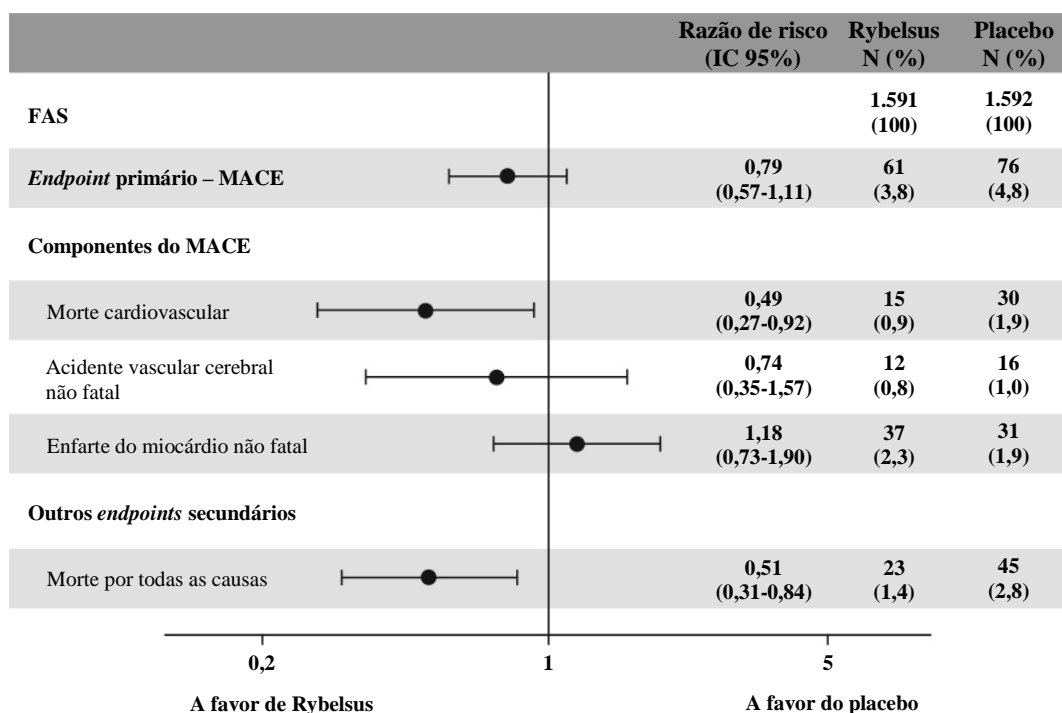 Razão de risco Rybelsus Placebo
(IC 95%) N (%) N (%)
FAS 1.591 1.592
(100) (100)
Endpoint primário – MACE 0,79 61 76
(0,57-1,11) (3,8) (4,8)
Componentes do MACE
Morte cardiovascular 0,49 15 30
(0,27-0,92) (0,9) (1,9)
Acidente vascular cerebral 0,74 12 16
não fatal (0,35-1,57) (0,8) (1,0)
Enfarte do miocárdio não fatal 1,18 37 31
(0,73-1,90) (2,3) (1,9)
Outros endpoints secundários
Morte por todas as causas 0,51 23 45
(0,31-0,84) (1,4) (2,8)
0,2 1 5
A favor de Rybelsus A favor do placebo